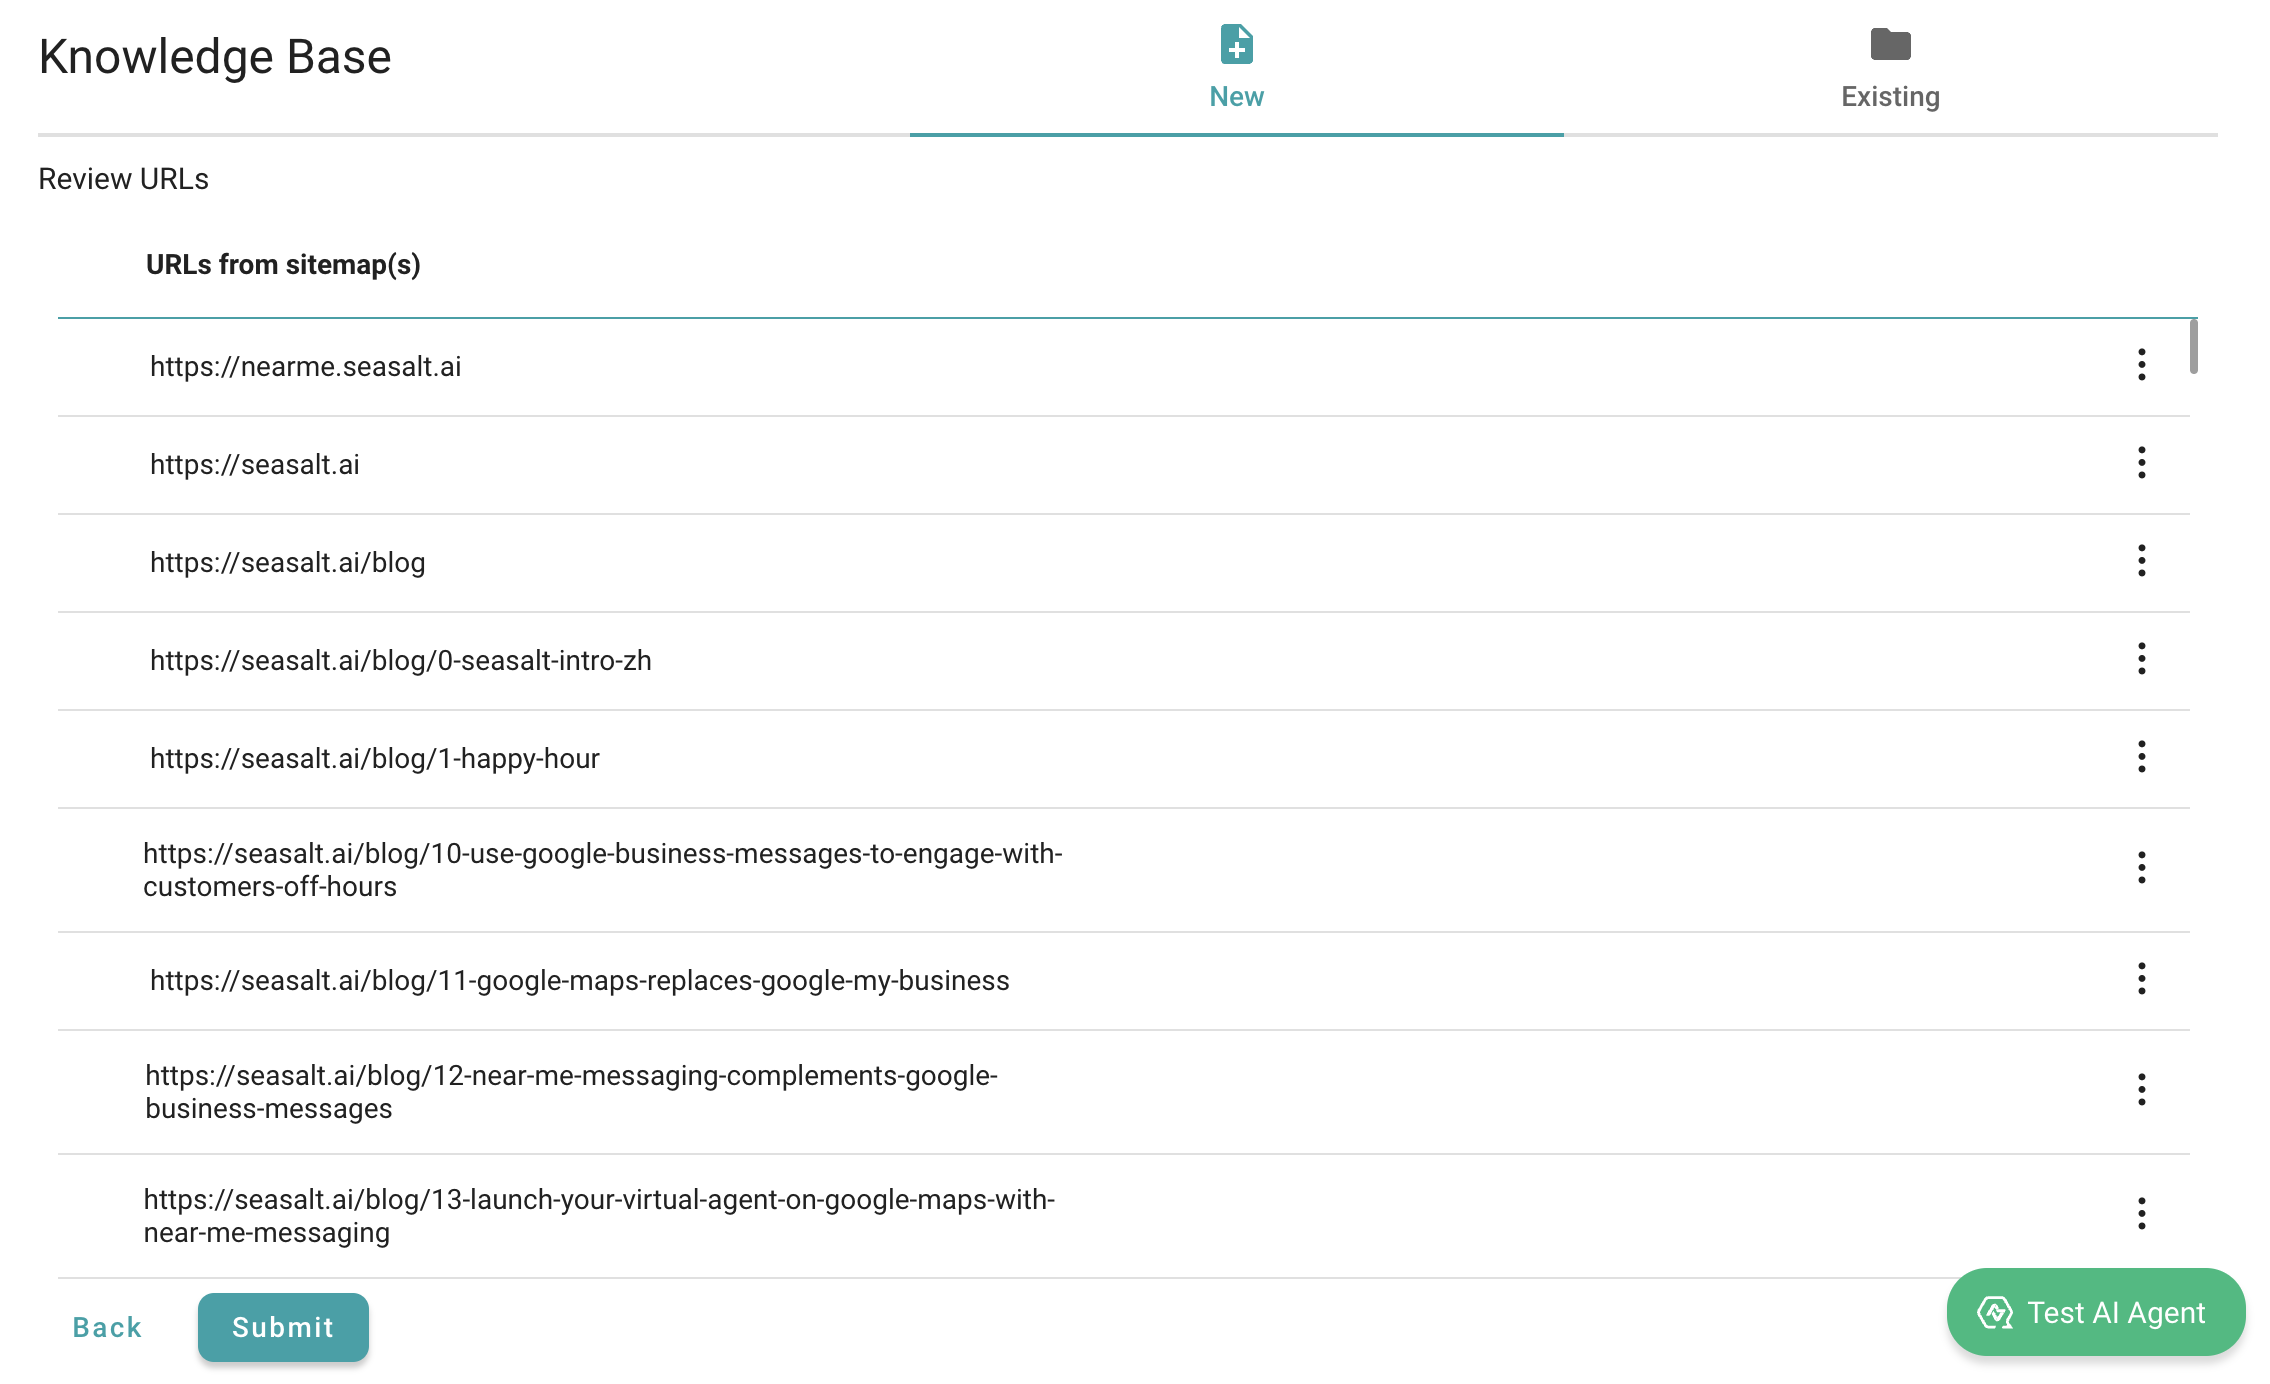 Knowledge Base
New
Existing
Review URLs
URLs from sitemap(s)
https://nearme.seasalt.ai
https://seasalt.ai
https://seasalt.ai/blog
https://seasalt.ai/blog/0-seasalt-intro-zh
https://seasalt.ai/blog/1-happy-hour
https://seasalt.ai/blog/10-use-google-business-messages-to-engage-with-
customers-off-hours
https://seasalt.ai/blog/11-google-maps-replaces-google-my-business
https://seasalt.ai/blog/12-near-me-messaging-complements-google-
business-messages
https://seasalt.ai/blog/13-launch-your-virtual-agent-on-google-maps-with-
near-me-messaging
Back
Submit
Test AI Agent